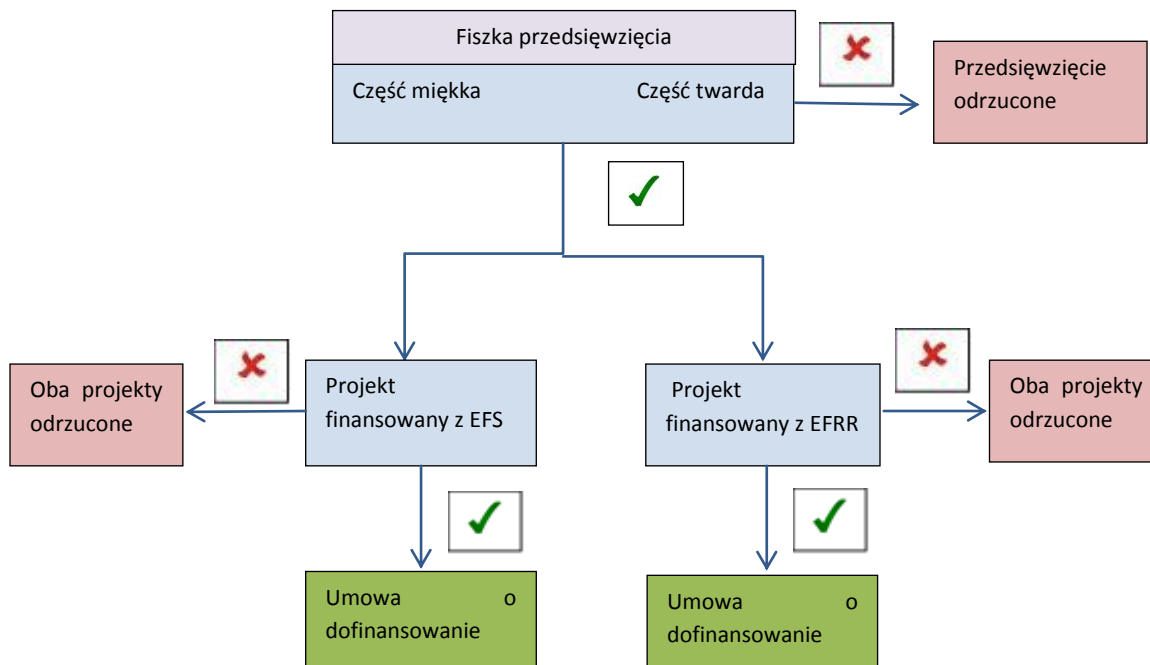 Fiszka przedsięwzięcia
Część miękka Część twarda
Przedsięwzięcie
odrzucone
Oba projekty
odrzucone
Projekt
finansowany z EFS
Projekt
finansowany z EFRR
Oba projekty
odrzucone
Umowa o
dofinansowanie
Umowa o
dofinansowanie